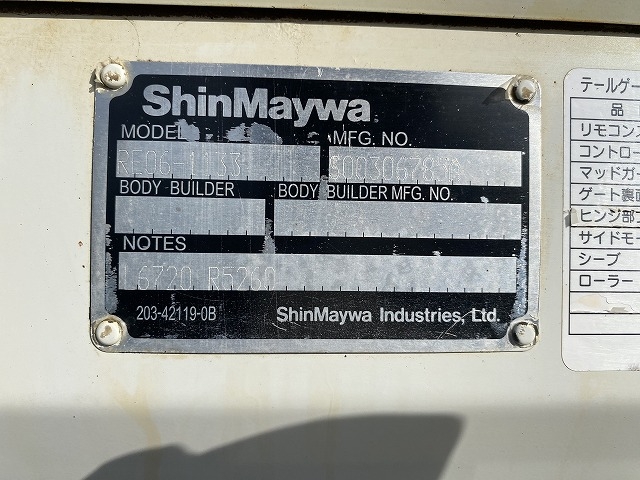 ShinMaywa
MODEL MFG. NO.
RE06-1133
BODY BUILDER BODY BUILDER MFG. NO.
NOTES
L6720 R5260
203-42119-0B ShinMaywa Industries, Ltd.
テールゲー
品
リモコンス
コントロー
マッドガー
ゲート裏面
ヒンジ部ブ
サイドモー
シーブ
ローラー